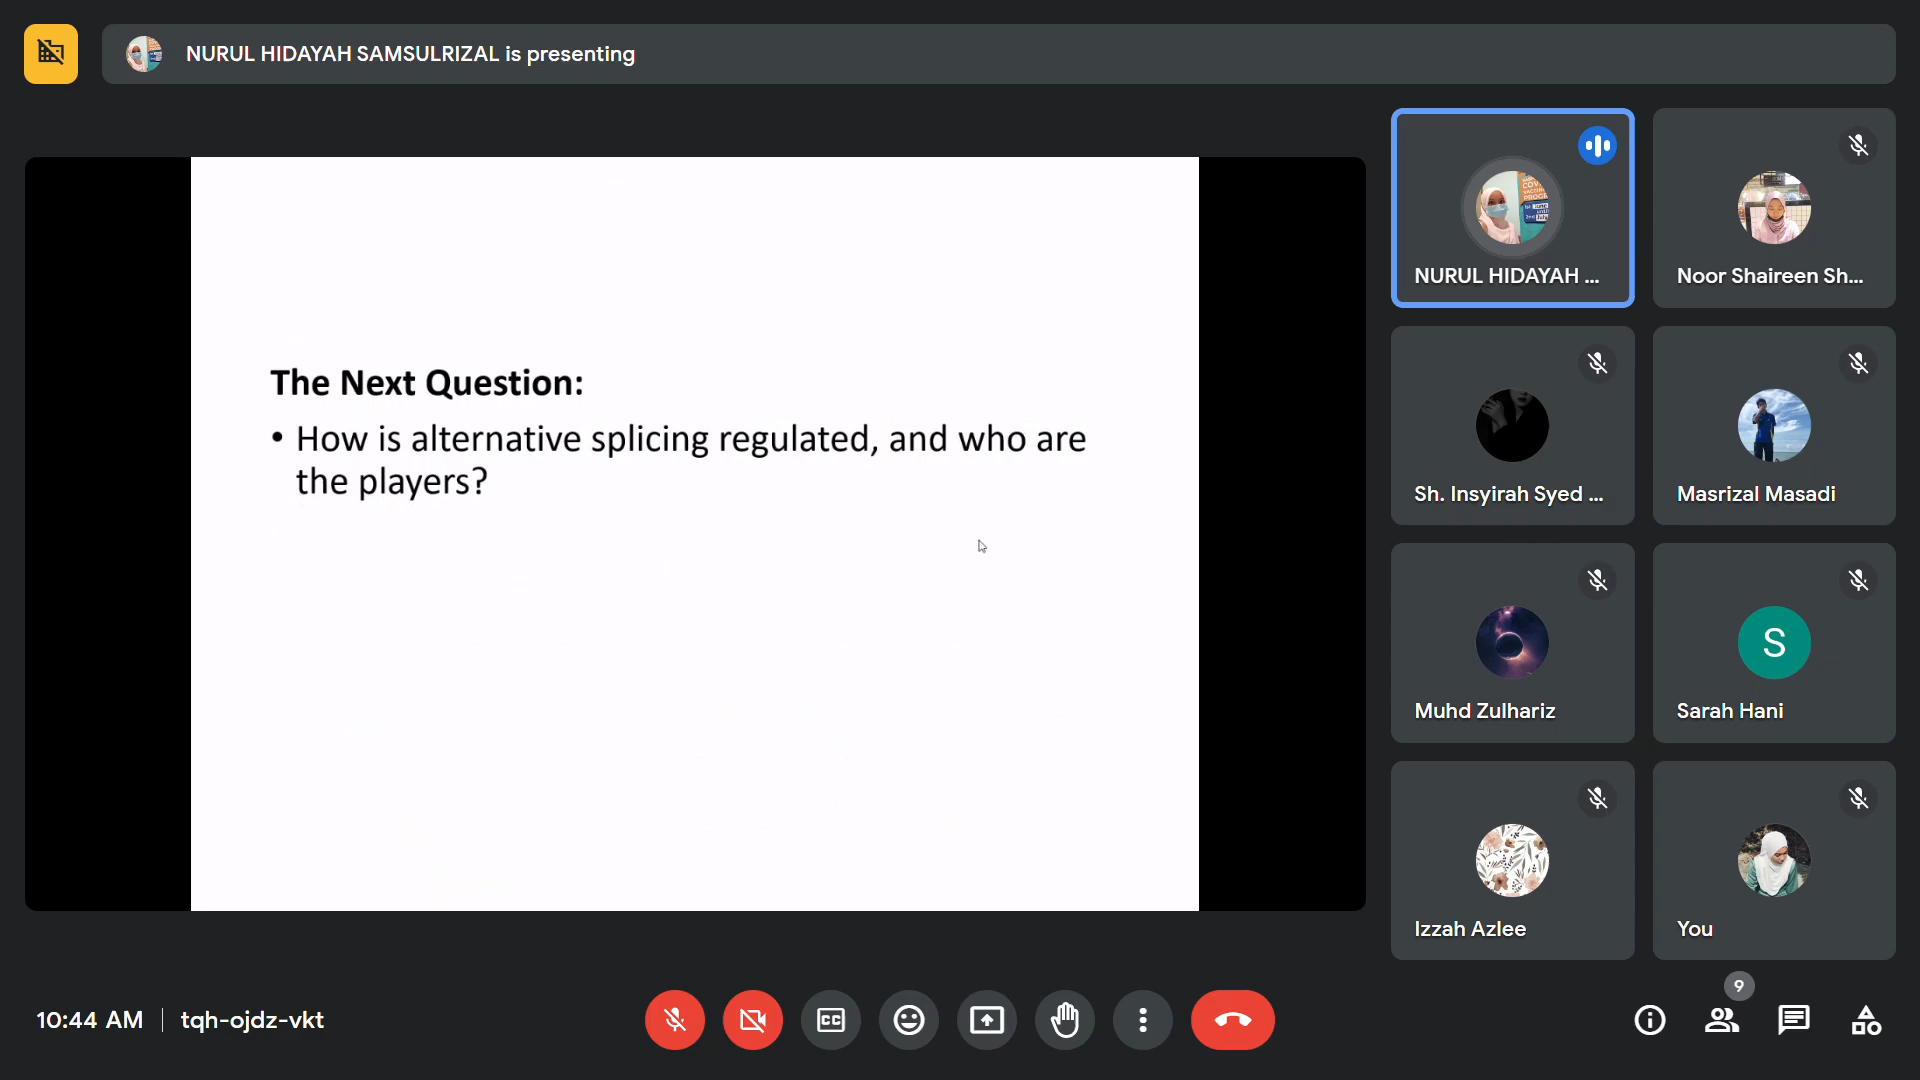 NURUL HIDAYAH SAMSULRIZAL is presenting
The Next Question:
• How is alternative splicing regulated, and who are
the players?
NURUL HIDAYAH ...
Noor Shaireen Sh...
Sh. Insyirah Syed ...
Masrizal Masadi
Muhd Zulhariz
S
Sarah Hani
Izzah Azlee
You
10:44 AM | tqh-ojdz-vkt
CC
9